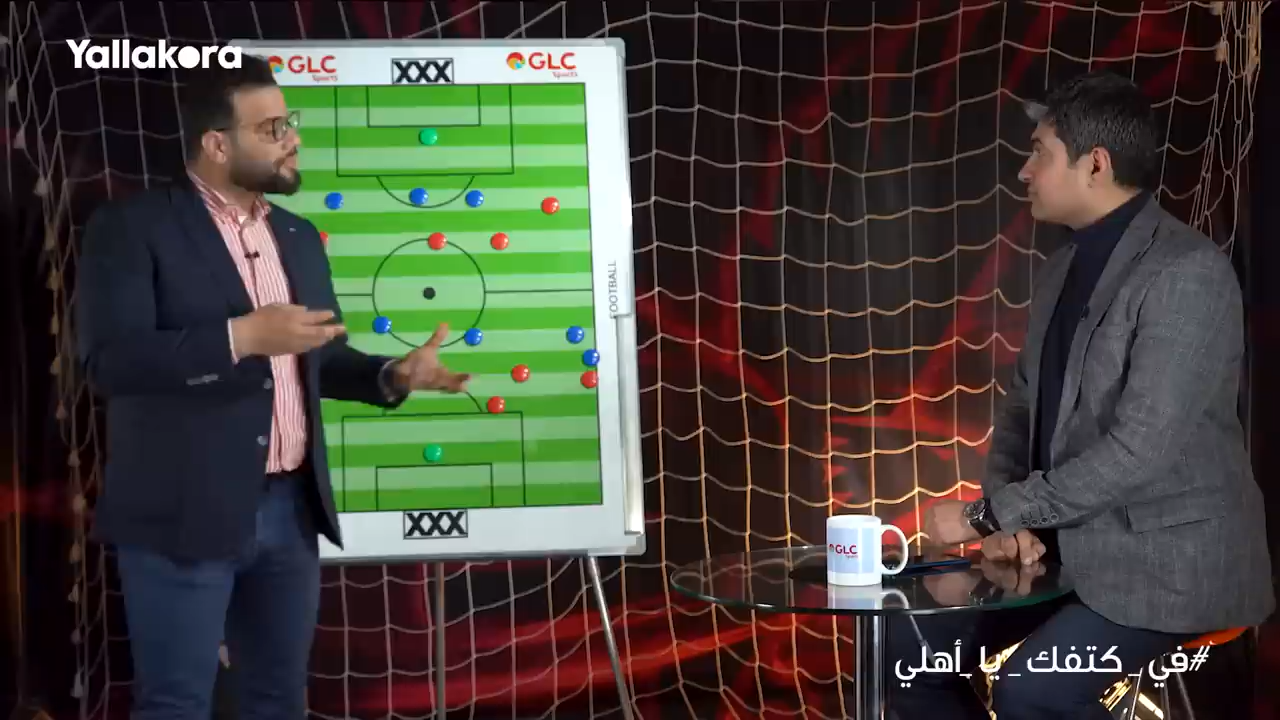 Yallakora
GLC
Sports
XXX
GLC
Sports
FOOTBALL
XXX
GLC
Sports
#في_كتفك_يا_أهلي